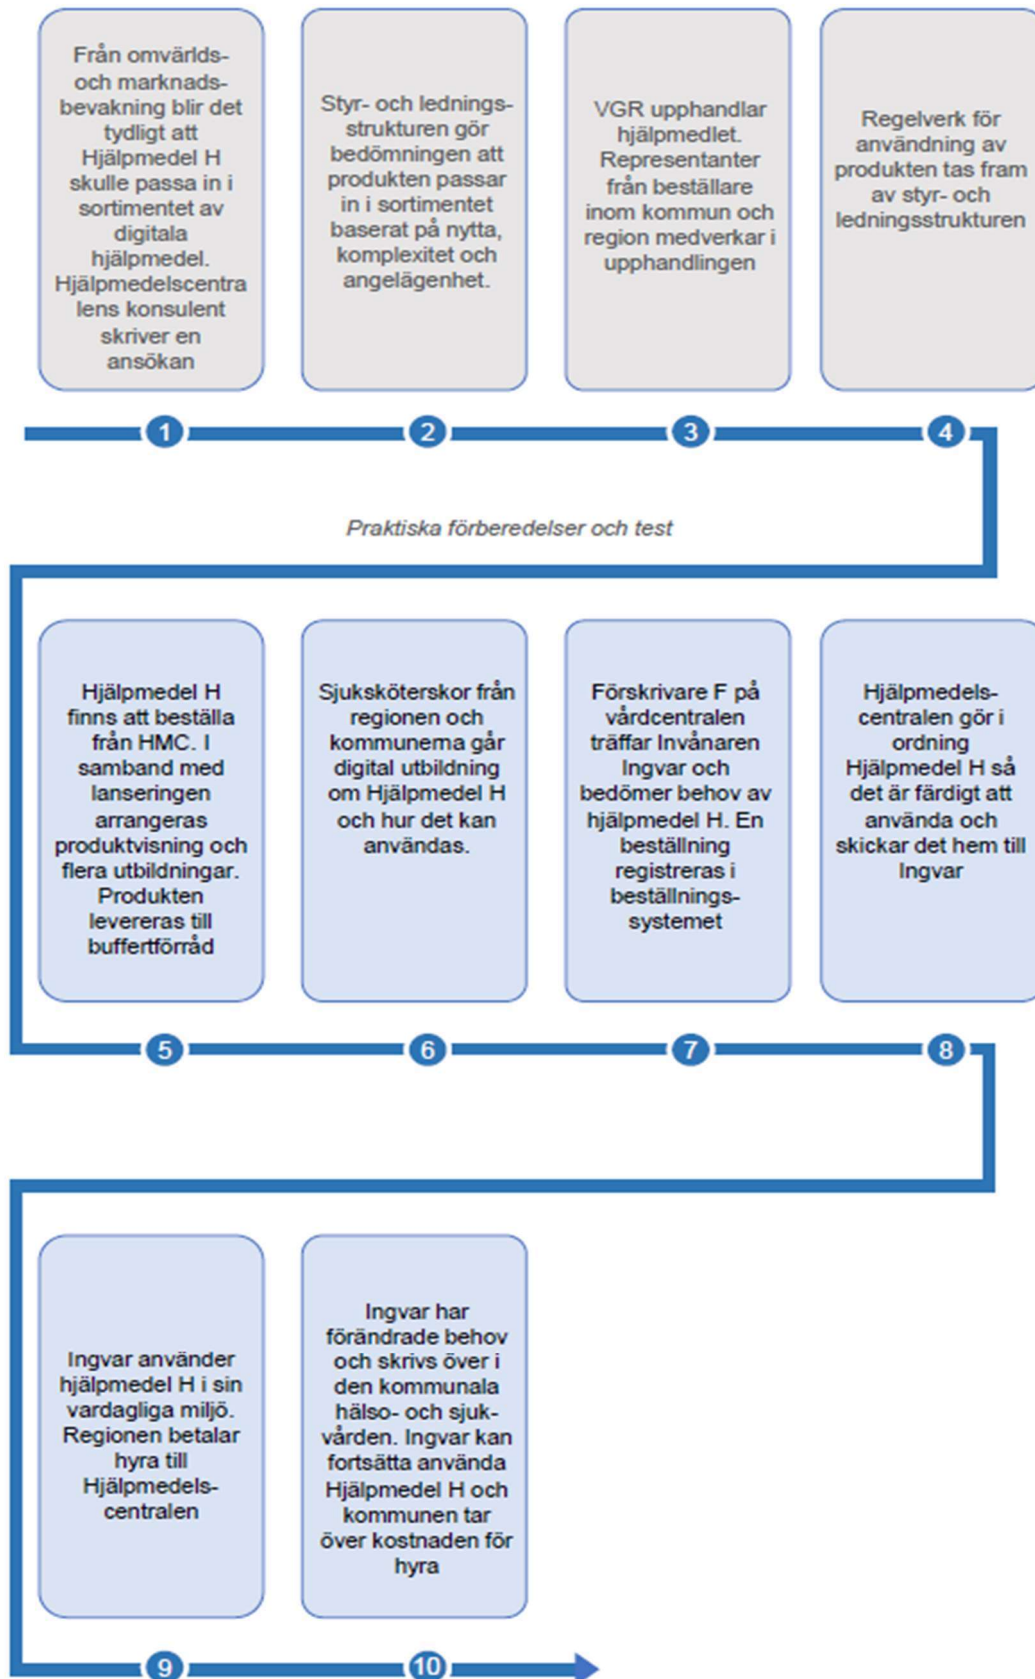 Från omvärlds-
och marknads-
bevakning blir det
tydligt att
Hjälpmedel H
skulle passa in i
sortimentet av
digitala
hjälpmedel.
Hjälpmedelscentra
lens konsulent
skriver en
ansökan
Styr- och lednings-
strukturen gör
bedömningen att
produkten passar
in i sortimentet
baserat på nytta,
komplexitet och
angelägenhet.
VGR upphandlar
hjälpmedlet.
Representanter
från beställare
inom kommun och
region medverkar i
upphandlingen
Regelverk för
användning av
produkten tas fram
av styr- och
ledningsstrukturen
1
2
3
4
Praktiska förberedelser och test
Hjälpmedel H
finns att beställa
från HMC. I
samband med
lanseringen
arrangeras
produktvisning och
flera utbildningar.
Produkten
levereras till
buffertförråd
Sjuksköterskor från
regionen och
kommunerna går
digital utbildning
om Hjälpmedel H
och hur det kan
användas.
Förskrivare F på
vårdcentralen
träffar Invånaren
Ingvar och
bedömer behov av
hjälpmedel H. En
beställning
registreras i
beställnings-
systemet
Hjälpmedels-
centralen gör i
ordning
Hjälpmedel H så
det är färdigt att
använda och
skickar det hem till
Ingvar
5
6
7
8
Ingvar använder
hjälpmedel H i sin
vardagliga miljö.
Regionen betalar
hyra till
Hjälpmedels-
centralen
Ingvar har
förändrade behov
och skrivs över i
den kommunala
hälso- och sjuk-
vården. Ingvar kan
fortsätta använda
Hjälpmedel H och
kommunen tar
över kostnaden för
hyra
9
10